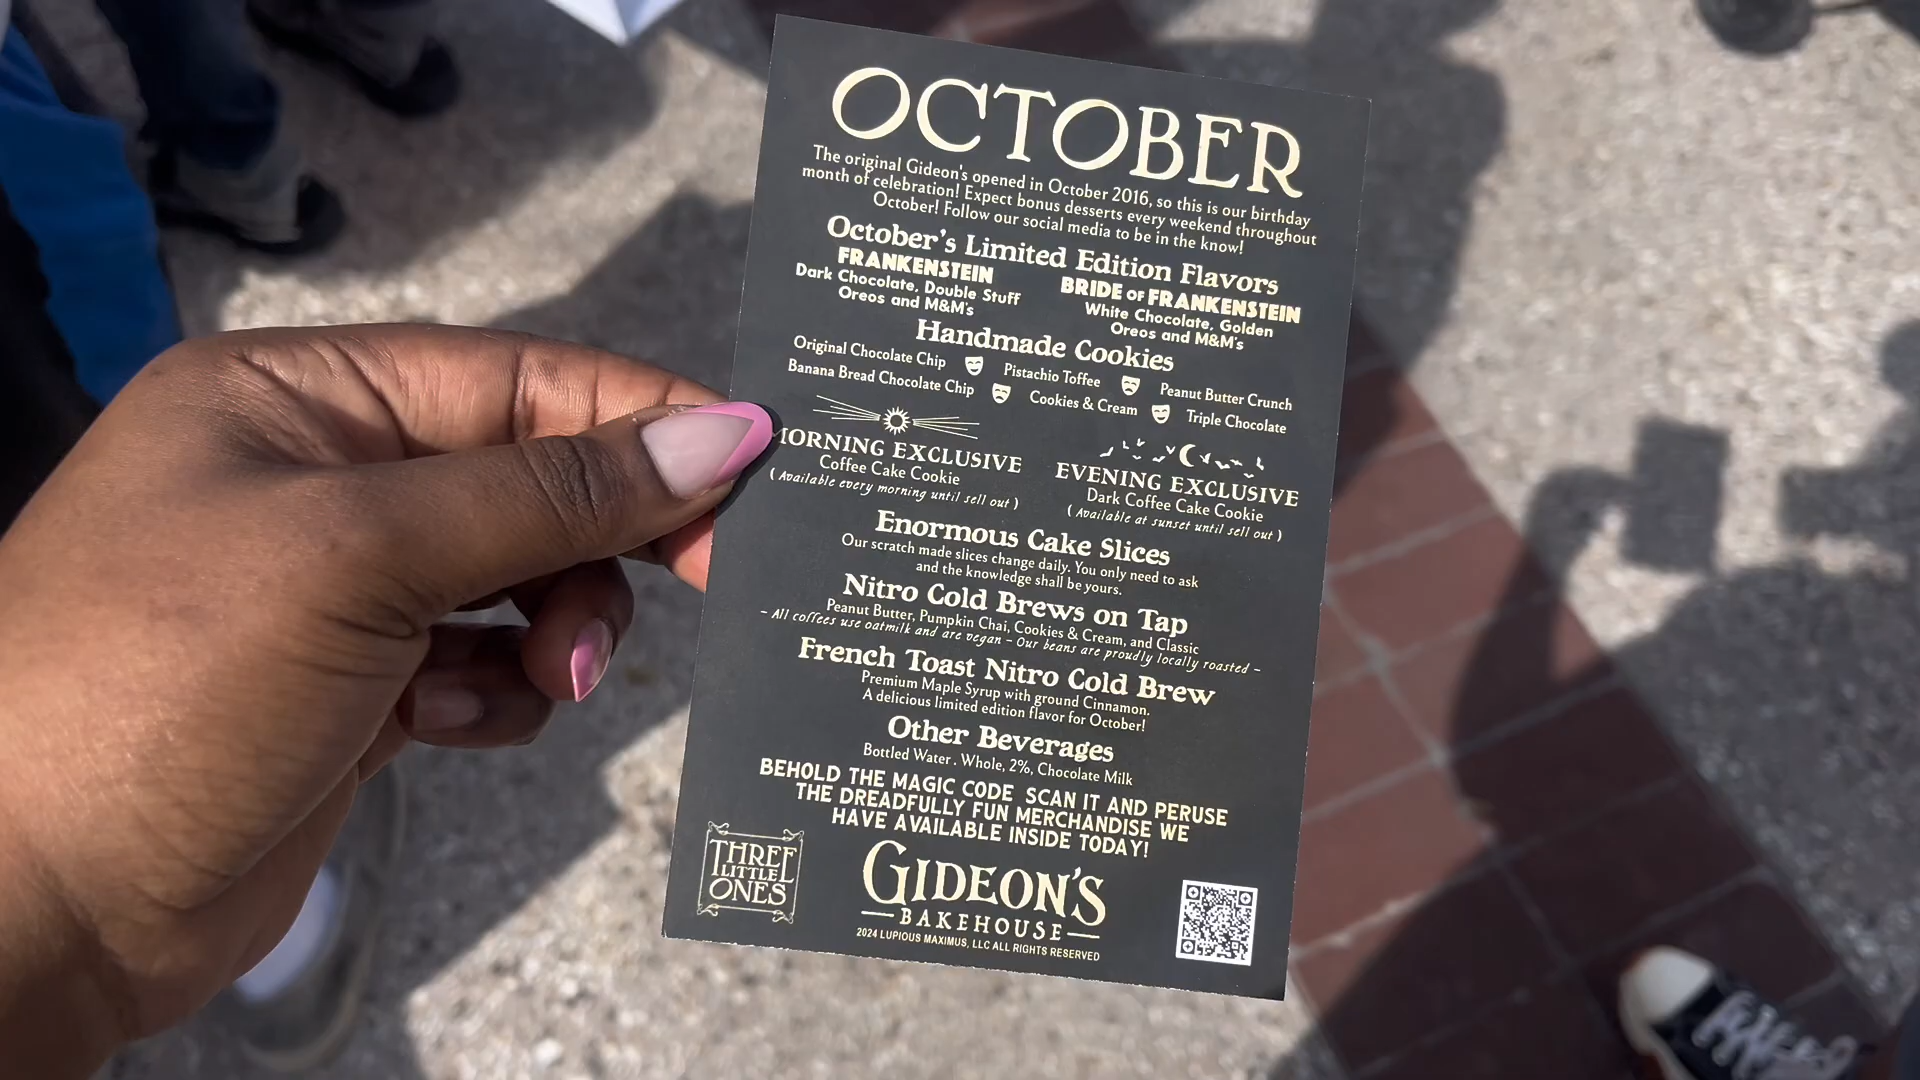 OCTOBER
The original Gideon's opened in October 2016, so this is our birthday
month of celebration! Expect bonus desserts every weekend throughout
October! Follow our social media to be in the know!
October's Limited Edition Flavors
FRANKENSTEIN
Dark Chocolate, Double Stuff
Oreos and M&M's
BRIDE OF FRANKENSTEIN
White Chocolate, Golden
Oreos and M&M's
Handmade Cookies
Original Chocolate Chip Pistachio Toffee Peanut Butter Crunch
Banana Bread Chocolate Chip Cookies & Cream Triple Chocolate
MORNING EXCLUSIVE
Coffee Cake Cookie
( Available every morning until sell out )
EVENING EXCLUSIVE
Dark Coffee Cake Cookie
( Available at sunset until sell out )
Enormous Cake Slices
Our scratch made slices change daily. You only need to ask
and the knowledge shall be yours.
Nitro Cold Brews on Tap
Peanut Butter, Pumpkin Chai, Cookies & Cream, and Classic
- All coffees use oatmilk and are vegan - Our beans are proudly locally roasted -
French Toast Nitro Cold Brew
Premium Maple Syrup with ground Cinnamon.
A delicious limited edition flavor for October!
Other Beverages
Bottled Water . Whole, 2%, Chocolate Milk
BEHOLD THE MAGIC CODE SCAN IT AND PERUSE
THE DREADFULLY FUN MERCHANDISE WE
HAVE AVAILABLE INSIDE TODAY!
THREE
LITTLE
ONES
GIDEON'S
BAKEHOUSE
2024 LUPIOUS MAXIMUS, LLC ALL RIGHTS RESERVED